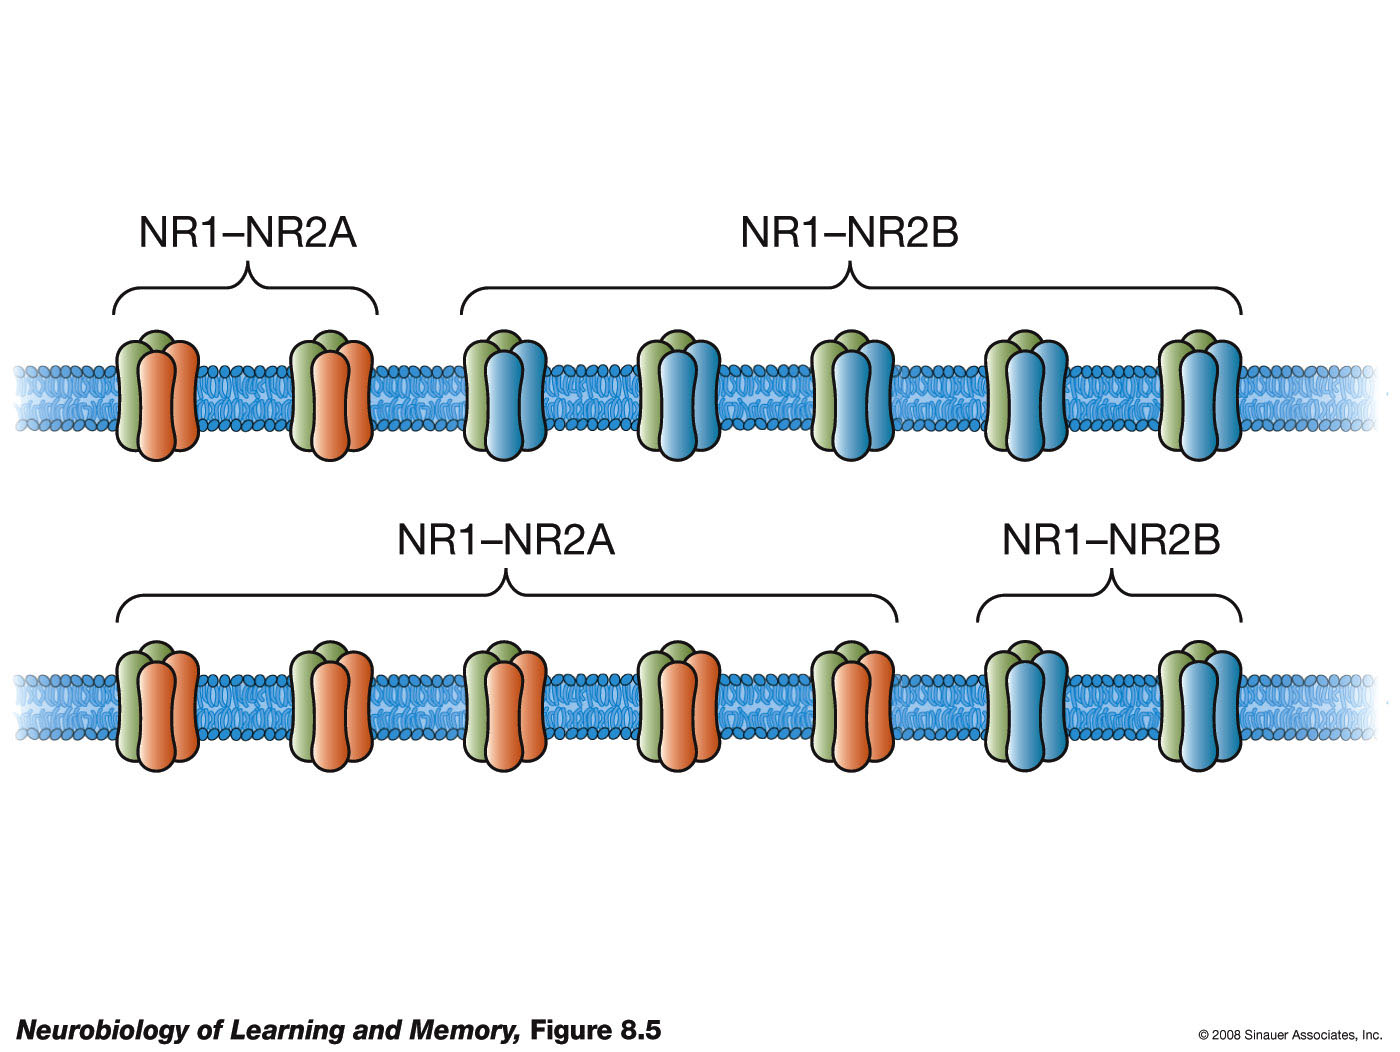 NR1–NR2A
NR1–NR2B
NR1–NR2A
NR1–NR2B
Neurobiology of Learning and Memory, Figure 8.5
© 2008 Sinauer Associates, Inc.